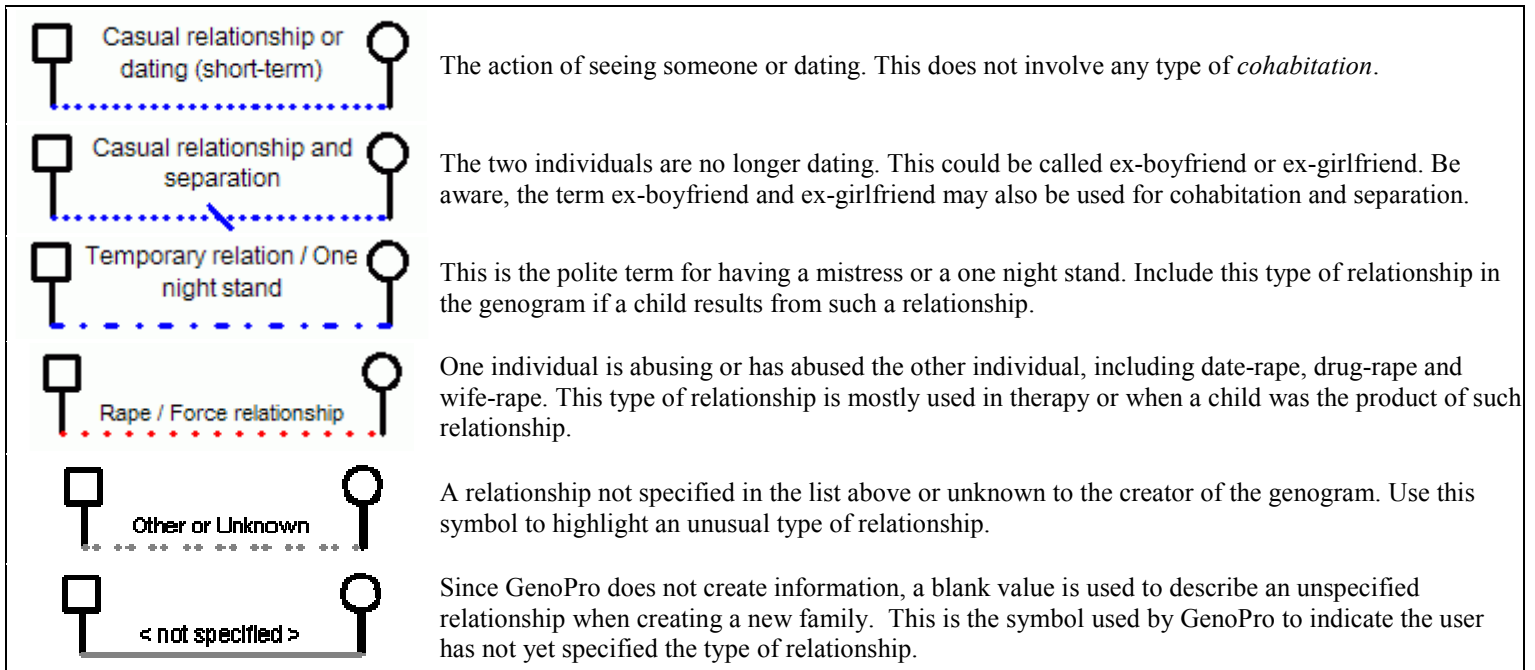 Casual relationship or
dating (short-term)
The action of seeing someone or dating. This does not involve any type of cohabitation.
Casual relationship and
separation
The two individuals are no longer dating. This could be called ex-boyfriend or ex-girlfriend. Be
aware, the term ex-boyfriend and ex-girlfriend may also be used for cohabitation and separation.
Temporary relation / One
night stand
This is the polite term for having a mistress or a one night stand. Include this type of relationship in
the genogram if a child results from such a relationship.
Rape / Force relationship
One individual is abusing or has abused the other individual, including date-rape, drug-rape and
wife-rape. This type of relationship is mostly used in therapy or when a child was the product of such
relationship.
Other or Unknown
A relationship not specified in the list above or unknown to the creator of the genogram. Use this
symbol to highlight an unusual type of relationship.
< not specified >
Since GenoPro does not create information, a blank value is used to describe an unspecified
relationship when creating a new family. This is the symbol used by GenoPro to indicate the user
has not yet specified the type of relationship.